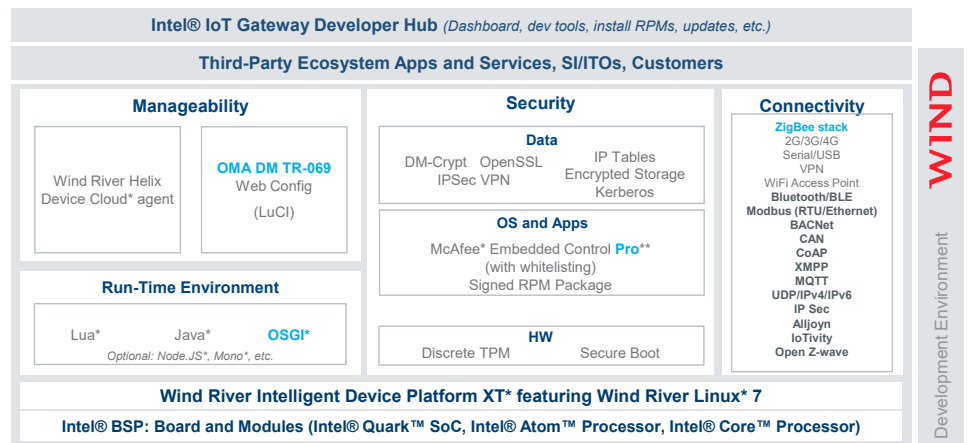 Intel® IoT Gateway Developer Hub (Dashboard, dev tools, install RPMs, updates, etc.)
Third-Party Ecosystem Apps and Services, SI/ITOs, Customers
Manageability
Wind River Helix
Device Cloud* agent
OMA DM TR-069
Web Config
(LuCI)
Run-Time Environment
Lua* Java* OSGI*
Optional: Node.JS*, Mono*, etc.
Security
Data
DM-Crypt OpenSSL
IPSec VPN
IP Tables
Encrypted Storage
Kerberos
OS and Apps
McAfee* Embedded Control Pro**
(with whitelisting)
Signed RPM Package
HW
Discrete TPM Secure Boot
Connectivity
ZigBee stack
2G/3G/4G
Serial/USB
VPN
WiFi Access Point
Bluetooth/BLE
Modbus (RTU/Ethernet)
BACNet
CAN
CoAP
XMPP
MQTT
UDP/IPv4/IPv6
IP Sec
Alljoyn
IoTivity
Open Z-wave
Wind River Intelligent Device Platform XT* featuring Wind River Linux* 7
Intel® BSP: Board and Modules (Intel® Quark™ SoC, Intel® Atom™ Processor, Intel® Core™ Processor)
WIND
Development Environment